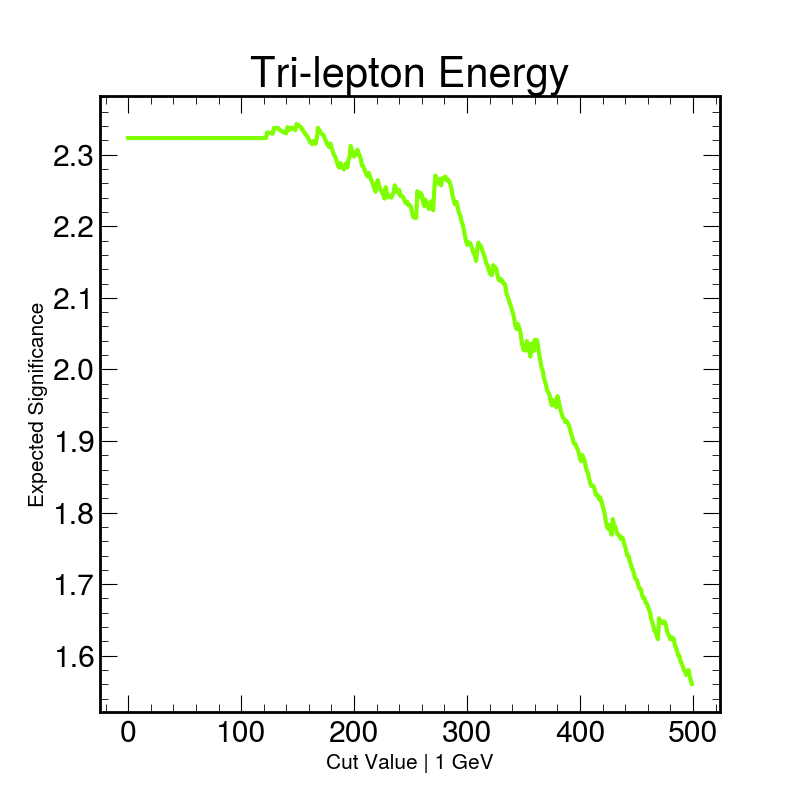 Tri-lepton Energy
Expected Significance
2.3
2.2
2.1
2.0
1.9
1.8
1.7
1.6
0 100 200 300 400 500
Cut Value | 1 GeV